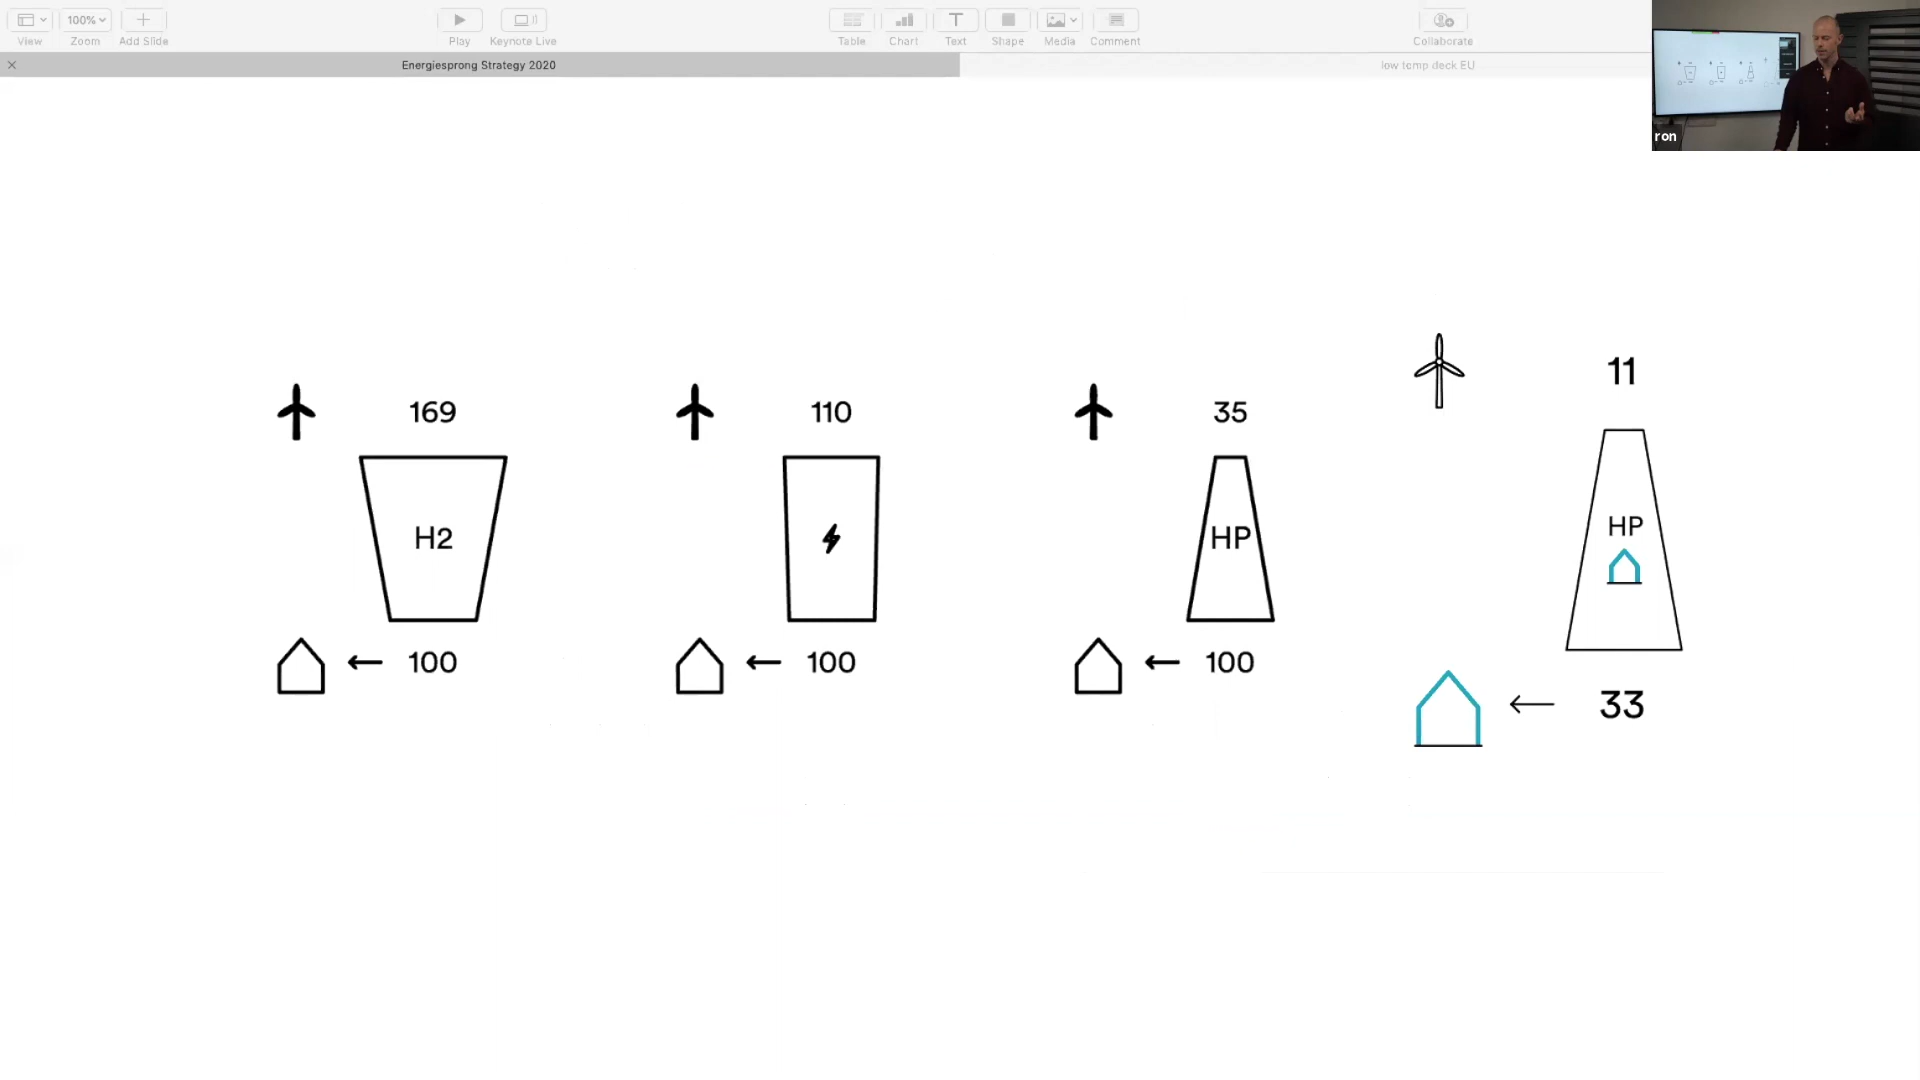 100%
View
Zoom
Add Slide
Play
Keynote Live
Table
Chart
Text
Shape
Media
Comment
Collaborate
Energiesprong Strategy 2020
low temp deck EU
ron
169
110
35
11
H2
HP
HP
100
100
100
33